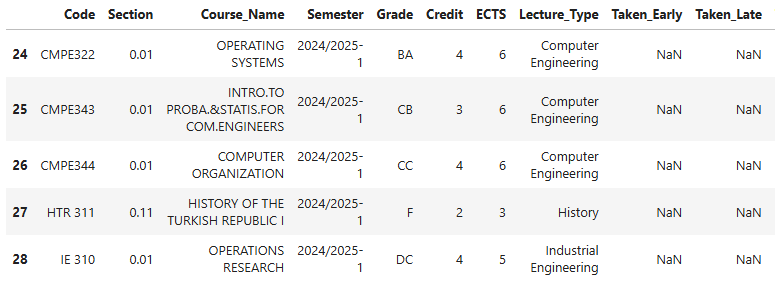 Code Section Course_Name Semester Grade Credit ECTS Lecture_Type Taken_Early Taken_Late
24 CMPE322 0.01 OPERATING SYSTEMS 2024/2025-1 BA 4 6 Computer Engineering NaN NaN
25 CMPE343 0.01 INTRO.TO PROBA.&STATIS.FOR COM.ENGINEERS 2024/2025-1 CB 3 6 Computer Engineering NaN NaN
26 CMPE344 0.01 COMPUTER ORGANIZATION 2024/2025-1 CC 4 6 Computer Engineering NaN NaN
27 HTR 311 0.11 HISTORY OF THE TURKISH REPUBLIC I 2024/2025-1 F 2 3 History NaN NaN
28 IE 310 0.01 OPERATIONS RESEARCH 2024/2025-1 DC 4 5 Industrial Engineering NaN NaN